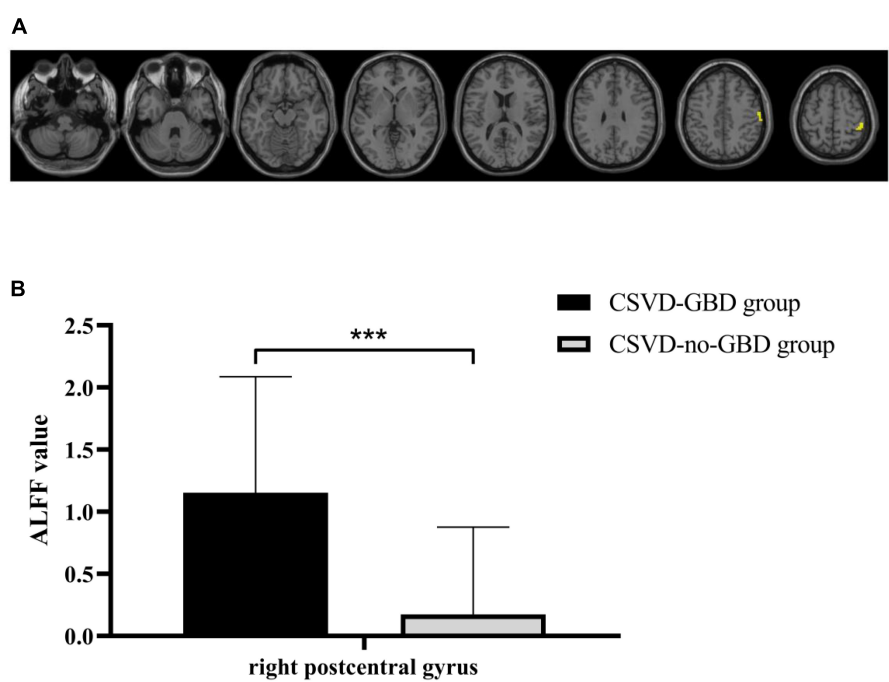 A
B
CSVD-GBD group
CSVD-no-GBD group
***
2.5
2.0
1.5
1.0
0.5
0.0
ALFF value
right postcentral gyrus